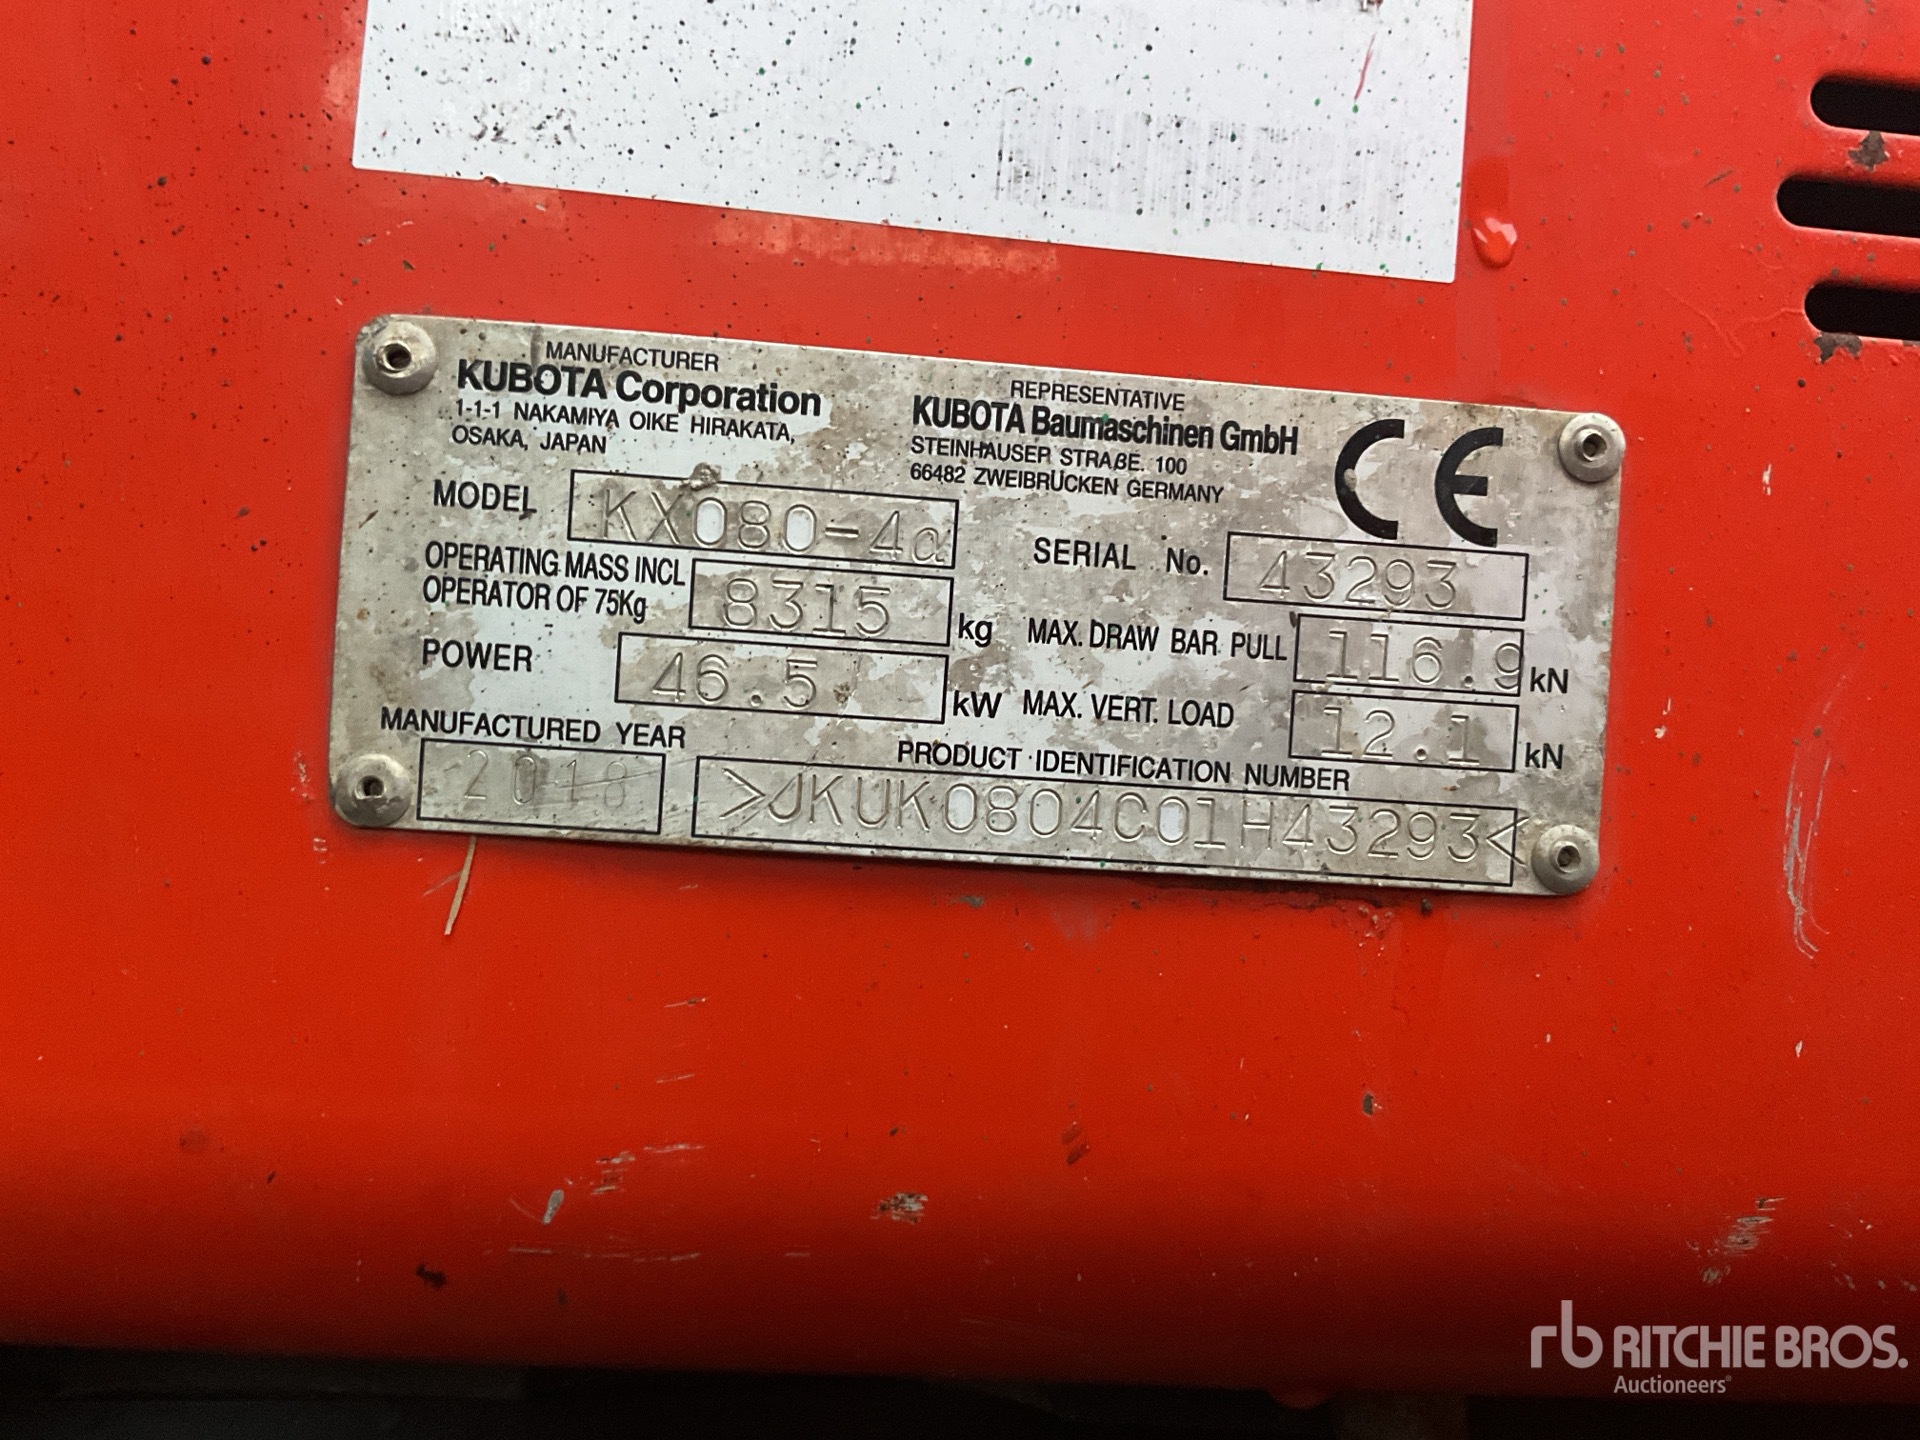 MANUFACTURER
KUBOTA Corporation
1-1-1 NAKAMIYA OIKE HIRAKATA,
OSAKA, JAPAN
REPRESENTATIVE
KUBOTA Baumaschinen GmbH
STEINHAUSER STRAßE. 100
66482 ZWEIBRÜCKEN GERMANY
CE
MODEL KX080-4α
SERIAL No. 43293
OPERATING MASS INCL
OPERATOR OF 75Kg 8315 kg
MAX. DRAW BAR PULL 116.9 kN
POWER 46.5 kW
MAX. VERT. LOAD 12.1 kN
MANUFACTURED YEAR
2018
PRODUCT IDENTIFICATION NUMBER
>JKUK0804C01H43293<
rb RITCHIE BROS.
Auctioneers